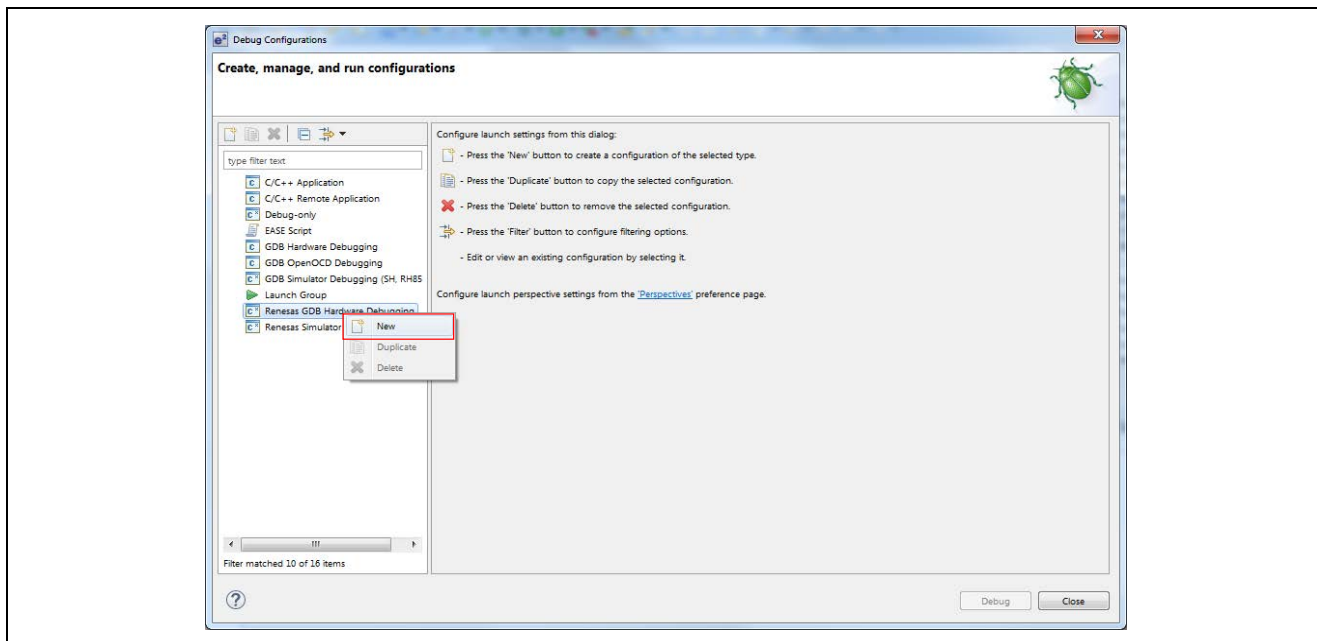 e² Debug Configurations
Create, manage, and run configurations
type filter text
C/C++ Application
C/C++ Remote Application
Debug-only
EASE Script
GDB Hardware Debugging
GDB OpenOCD Debugging
GDB Simulator Debugging (SH, RH85
Launch Group
Renesas GDB Hardware Debugging
Renesas Simulator
New
Duplicate
Delete
Filter matched 10 of 16 items
Configure launch settings from this dialog:
- Press the 'New' button to create a configuration of the selected type.
- Press the 'Duplicate' button to copy the selected configuration.
- Press the 'Delete' button to remove the selected configuration.
- Press the 'Filter' button to configure filtering options.
- Edit or view an existing configuration by selecting it.
Configure launch perspective settings from the 'Perspectives' preference page.
?
Debug
Close